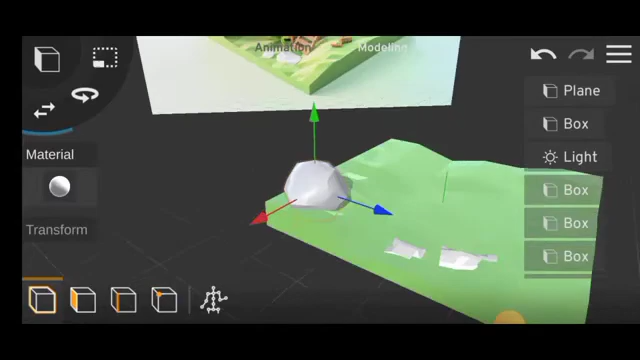 Animation
Modeling
Plane
Box
Light
Material
Box
Transform
Box
Box